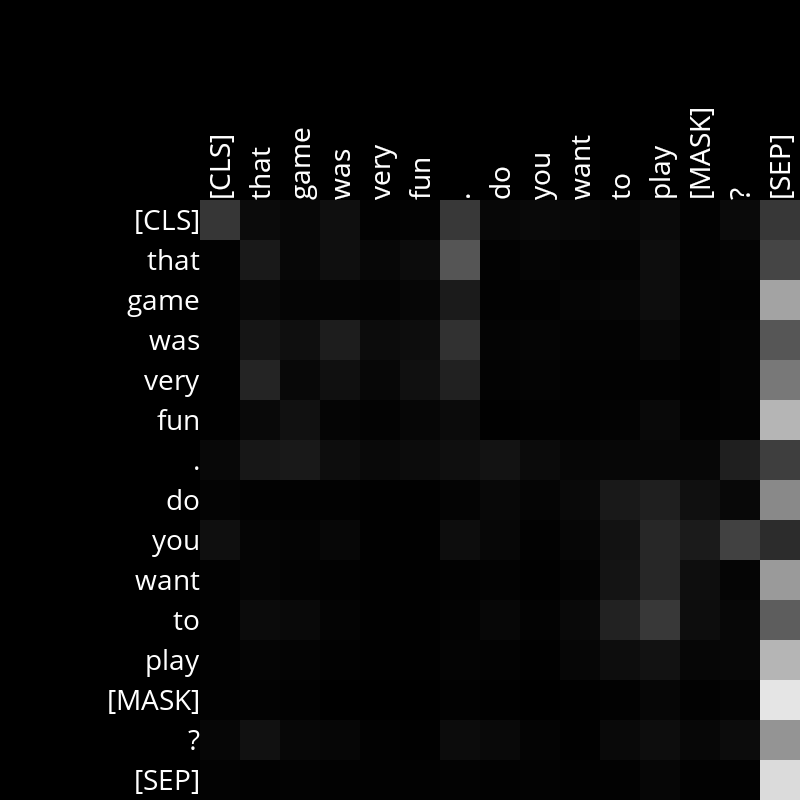 [CLS] that game was very fun . do you want to play [MASK] ? [SEP]
[CLS]
that
game
was
very
fun
.
do
you
want
to
play
[MASK]
?
[SEP]